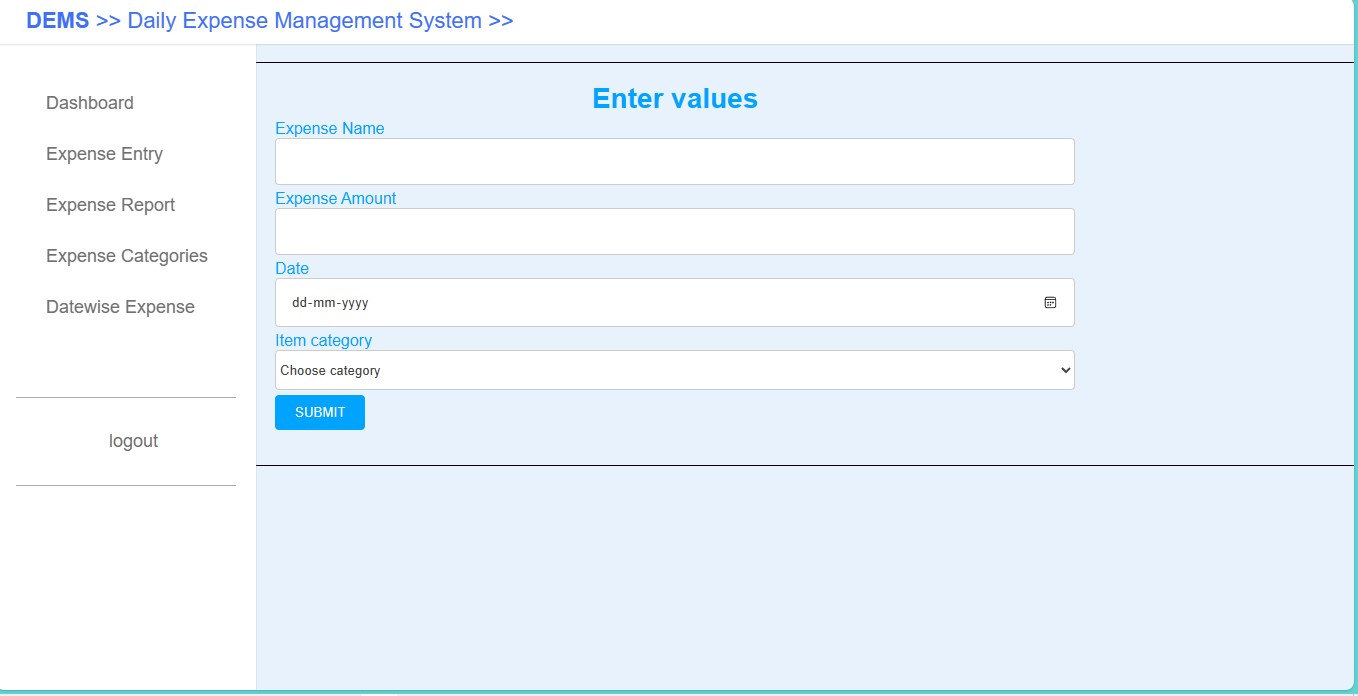 DEMS >> Daily Expense Management System >>
Dashboard
Expense Entry
Expense Report
Expense Categories
Datewise Expense
logout
Enter values
Expense Name
Expense Amount
Date
dd-mm-yyyy
Item category
Choose category
SUBMIT